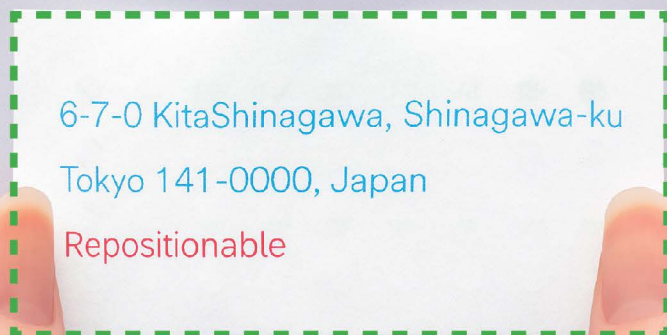 6-7-0 KitaShinagawa, Shinagawa-ku
Tokyo 141-0000, Japan
Repositionable